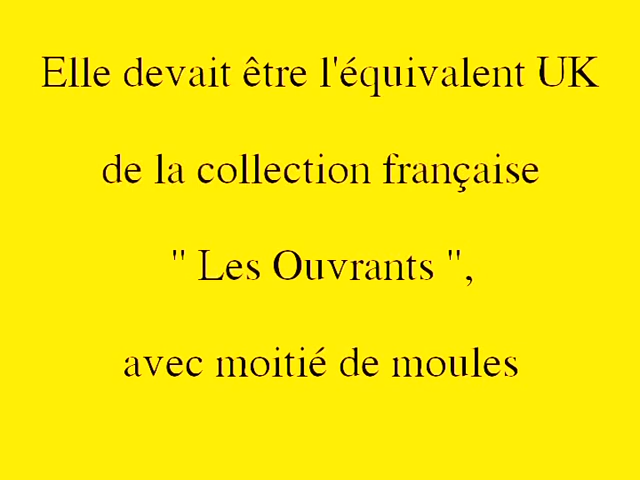 Elle devait être l'équivalent UK
de la collection française
" Les Ouvrants ",
avec moitié de moules